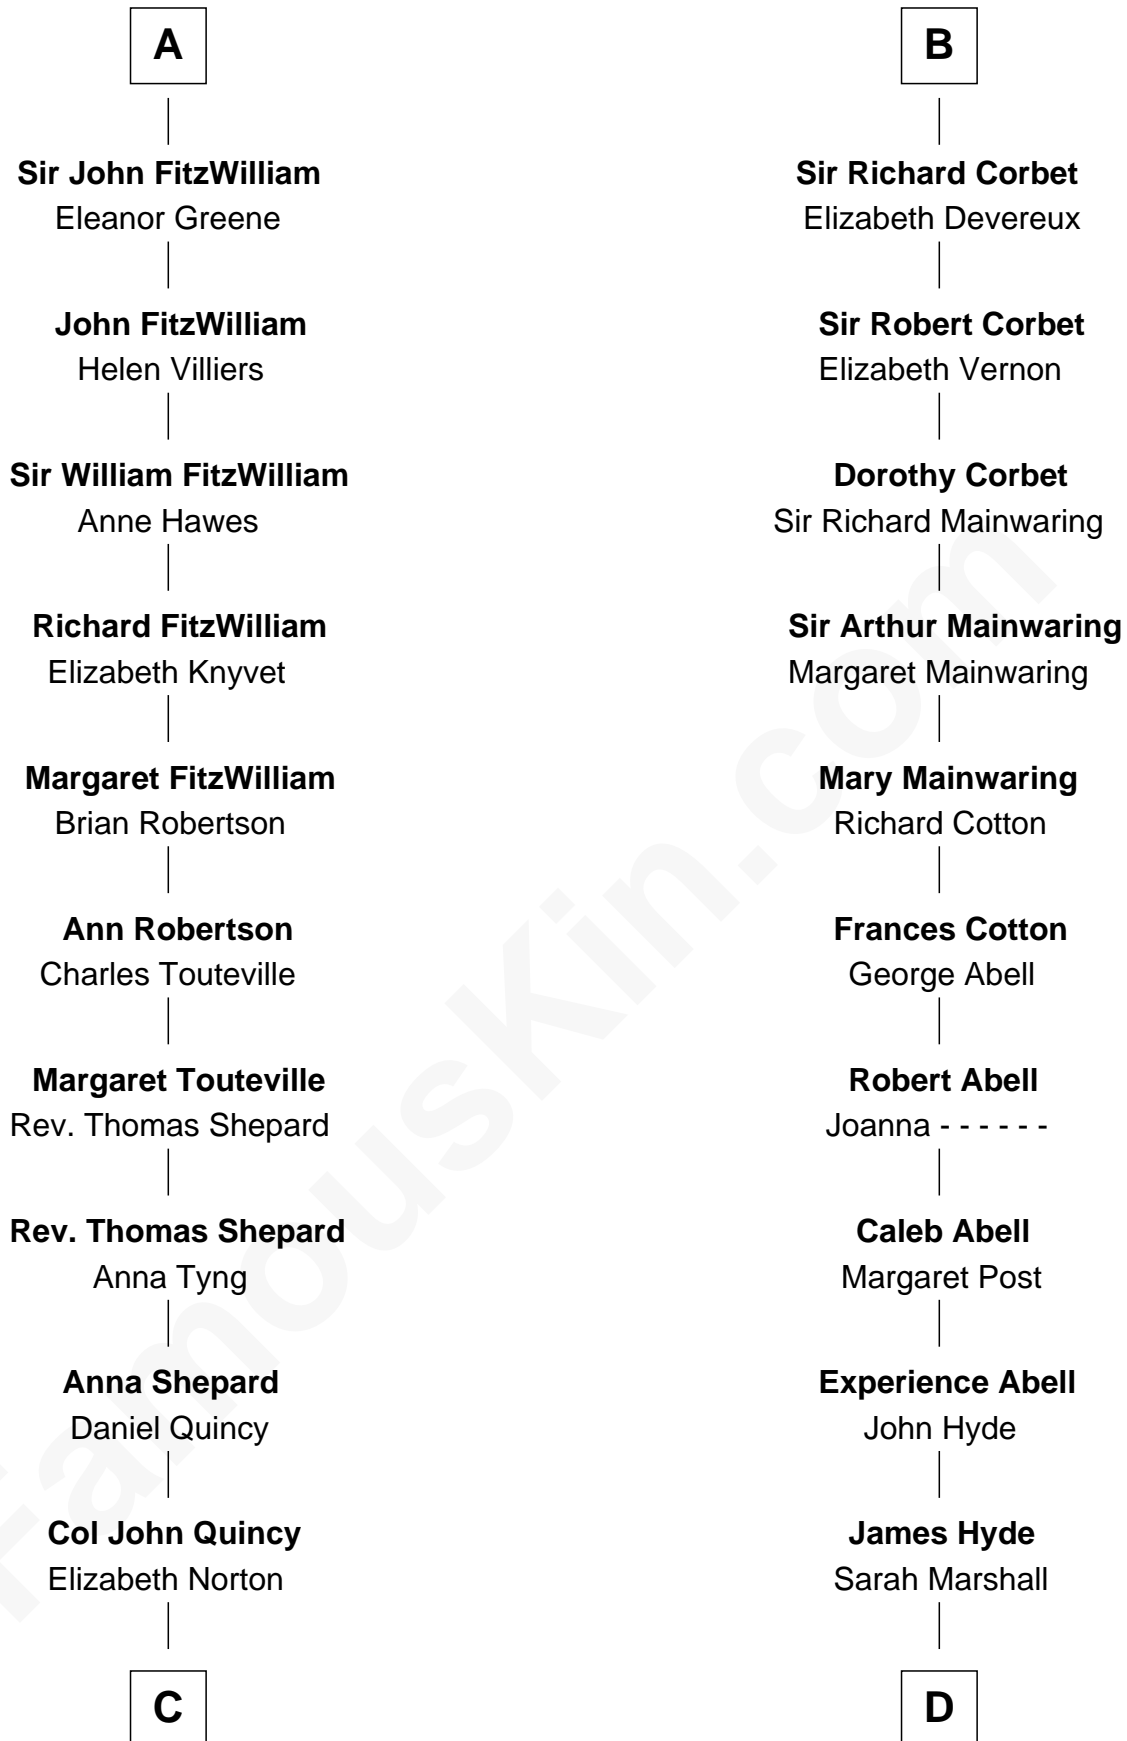 A
Sir John FitzWilliam
Eleanor Greene
John FitzWilliam
Helen Villiers
Sir William FitzWilliam
Anne Hawes
Richard FitzWilliam
Elizabeth Knyvet
Margaret FitzWilliam
Brian Robertson
Ann Robertson
Charles Touteville
Margaret Touteville
Rev. Thomas Shepard
Rev. Thomas Shepard
Anna Tyng
Anna Shepard
Daniel Quincy
Col John Quincy
Elizabeth Norton
C
B
Sir Richard Corbet
Elizabeth Devereux
Sir Robert Corbet
Elizabeth Vernon
Dorothy Corbet
Sir Richard Mainwaring
Sir Arthur Mainwaring
Margaret Mainwaring
Mary Mainwaring
Richard Cotton
Frances Cotton
George Abell
Robert Abell
Joanna - - - - - -
Caleb Abell
Margaret Post
Experience Abell
John Hyde
James Hyde
Sarah Marshall
D
FamousKin.com